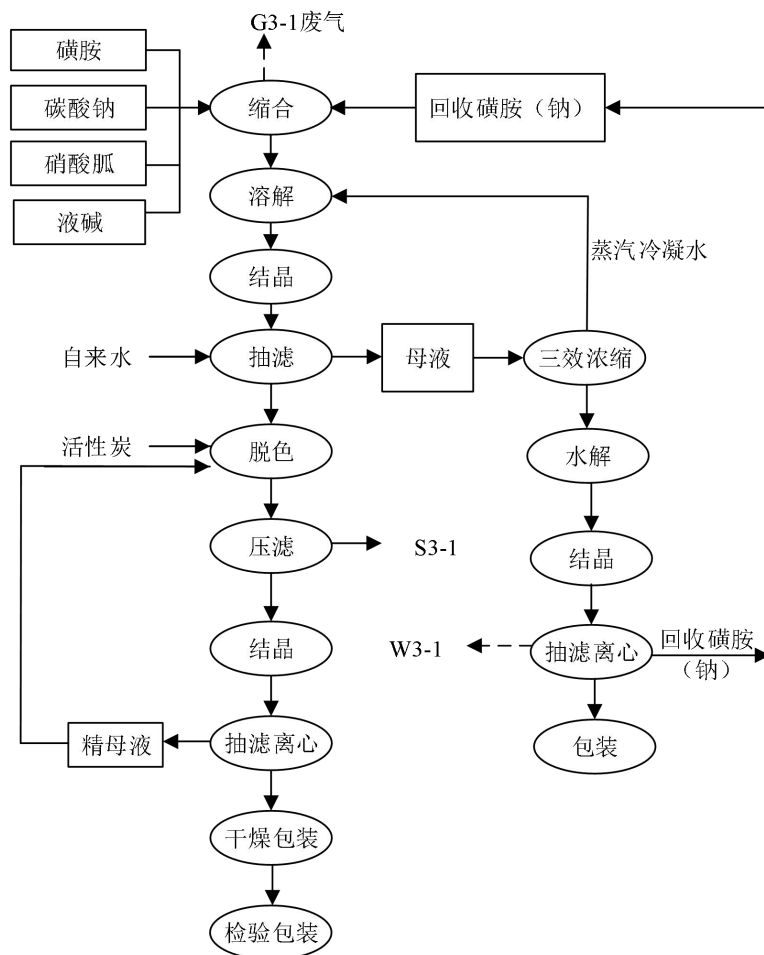 G3-1废气
磺胺
碳酸钠
硝酸胍
液碱
缩合
回收磺胺（钠）
溶解
蒸汽冷凝水
结晶
自来水
抽滤
母液
三效浓缩
活性炭
脱色
水解
压滤
S3-1
结晶
结晶
W3-1
抽滤离心
回收磺胺
（钠）
精母液
抽滤离心
包装
干燥包装
检验包装